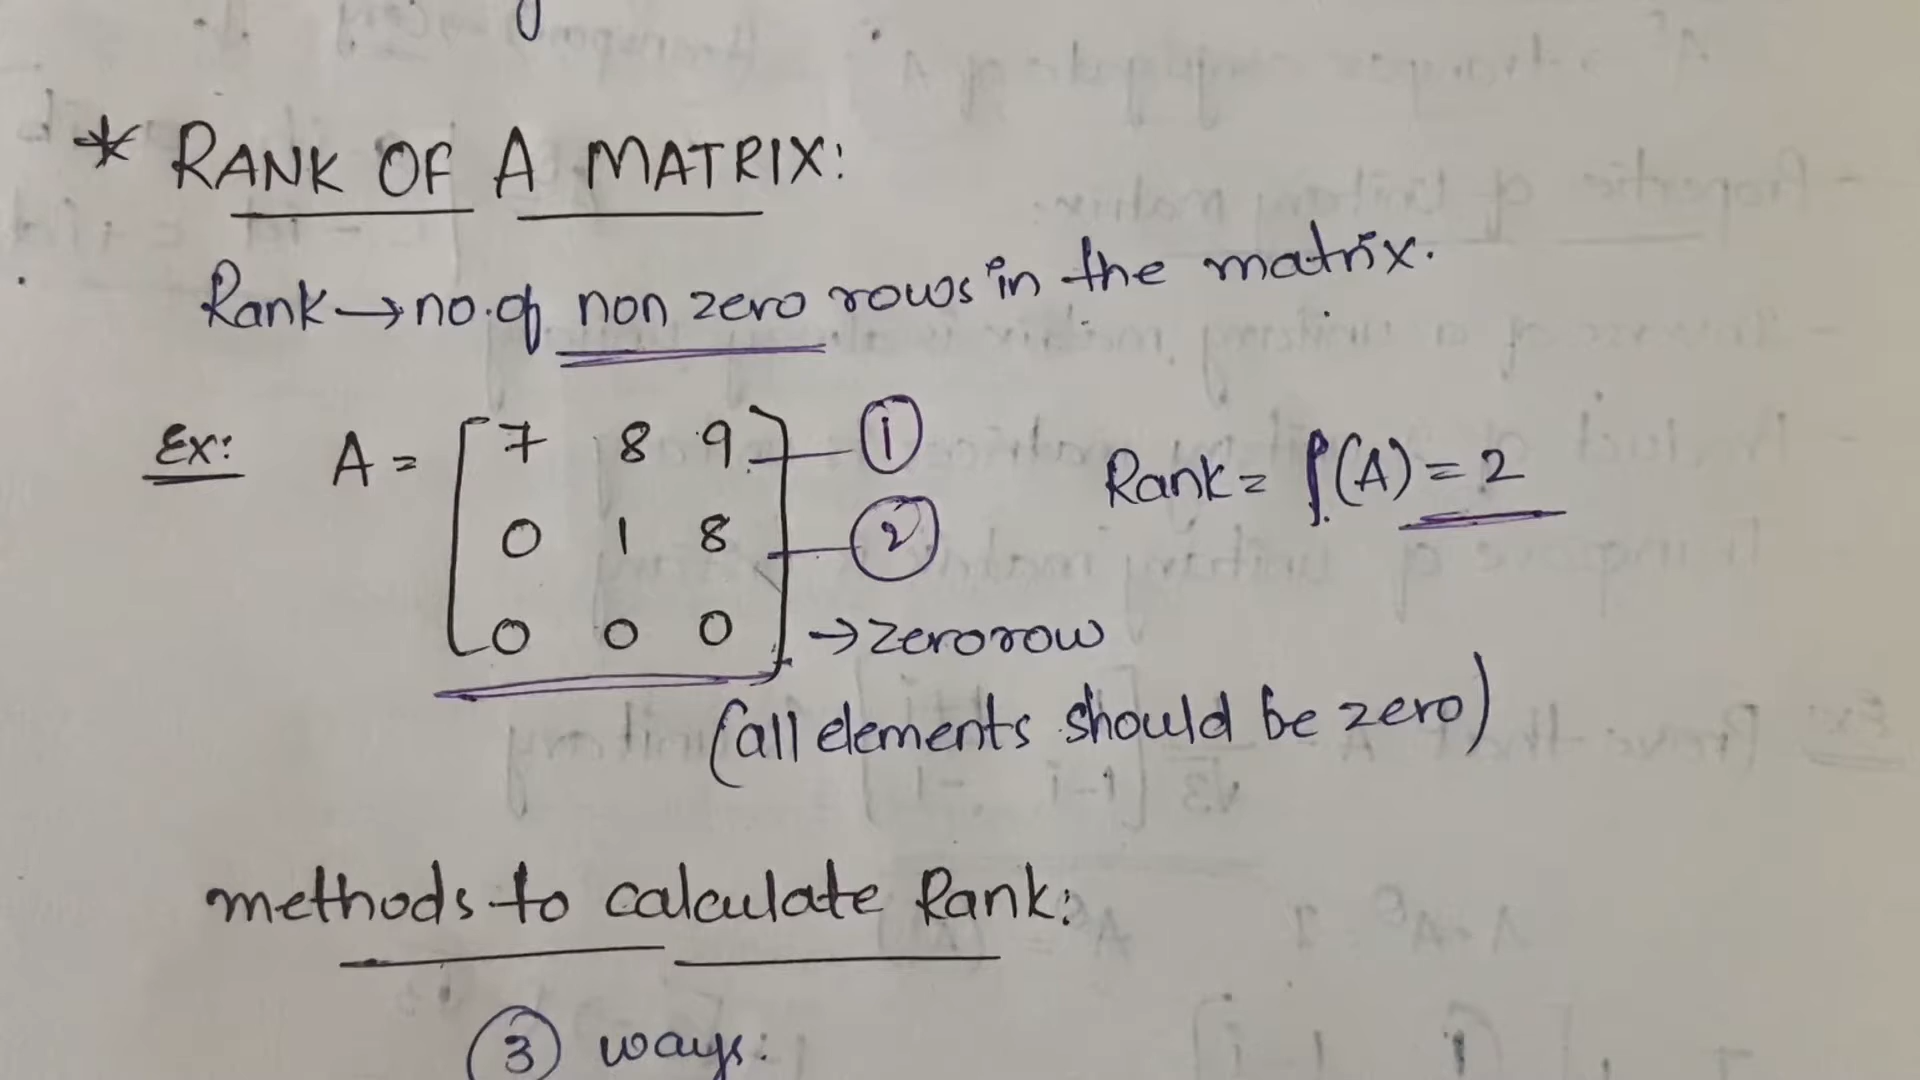 * RANK OF A MATRIX:
Rank → no. of non zero rows in the matrix.
Ex: A = [ 7 8 9 ] — ①
0 1 8 — ② Rank = ρ(A) = 2
0 0 0 → zero row
(all elements should be zero)
methods to calculate Rank:
③ ways: